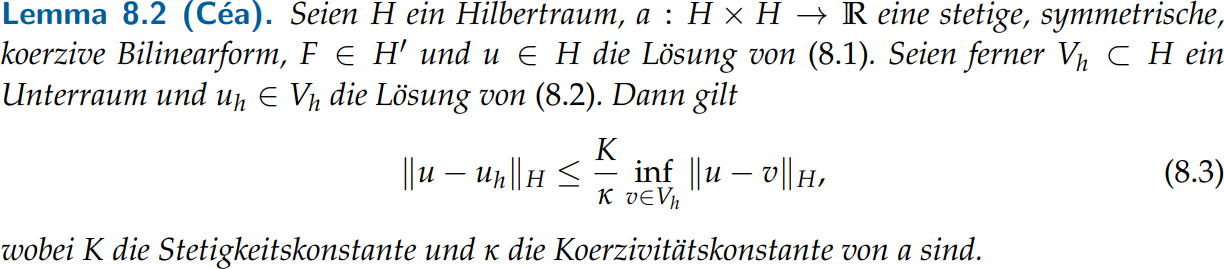 Lemma 8.2 (Céa). Seien H ein Hilbertraum, a : H × H → ℝ eine stetige, symmetrische,
koerzive Bilinearform, F ∈ H′ und u ∈ H die Lösung von (8.1). Seien ferner V_h ⊂ H ein
Unterraum und u_h ∈ V_h die Lösung von (8.2). Dann gilt
‖u − u_h‖_H ≤ K/κ inf_{v∈V_h} ‖u − v‖_H, (8.3)
wobei K die Stetigkeitskonstante und κ die Koerzivitätskonstante von a sind.